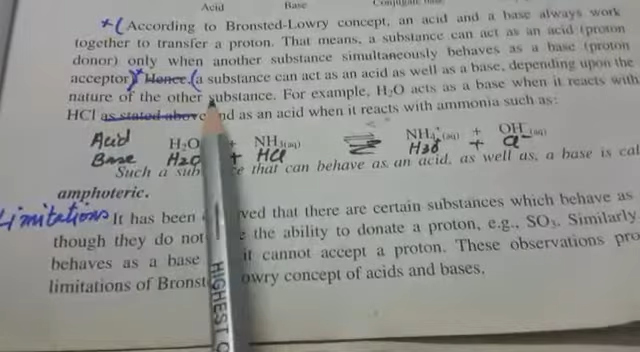 Acid Base Conjugate base
*( According to Bronsted-Lowry concept, an acid and a base always work
together to transfer a proton. That means, a substance can act as an acid (proton
donor) only when another substance simultaneously behaves as a base (proton
acceptor). Hence, (a substance can act as an acid as well as a base, depending upon the
nature of the other substance. For example, H₂O acts as a base when it reacts with
HCl as stated above and as an acid when it reacts with ammonia such as:
Acid H₂O + NH₃(aq) ⇌ NH₄⁺(aq) + OH⁻(aq)
Base H₂O + HCl H₃O⁺ + Cl⁻
Such a that can behave as an acid, as well as, a base is cal
amphoteric.
Limitations It has been that there are certain substances which behave as
though they do not the ability to donate a proton, e.g., SO₃. Similarly,
behaves as a base it cannot accept a proton. These observations pro
limitations of owry concept of acids and bases.
HIGHEST